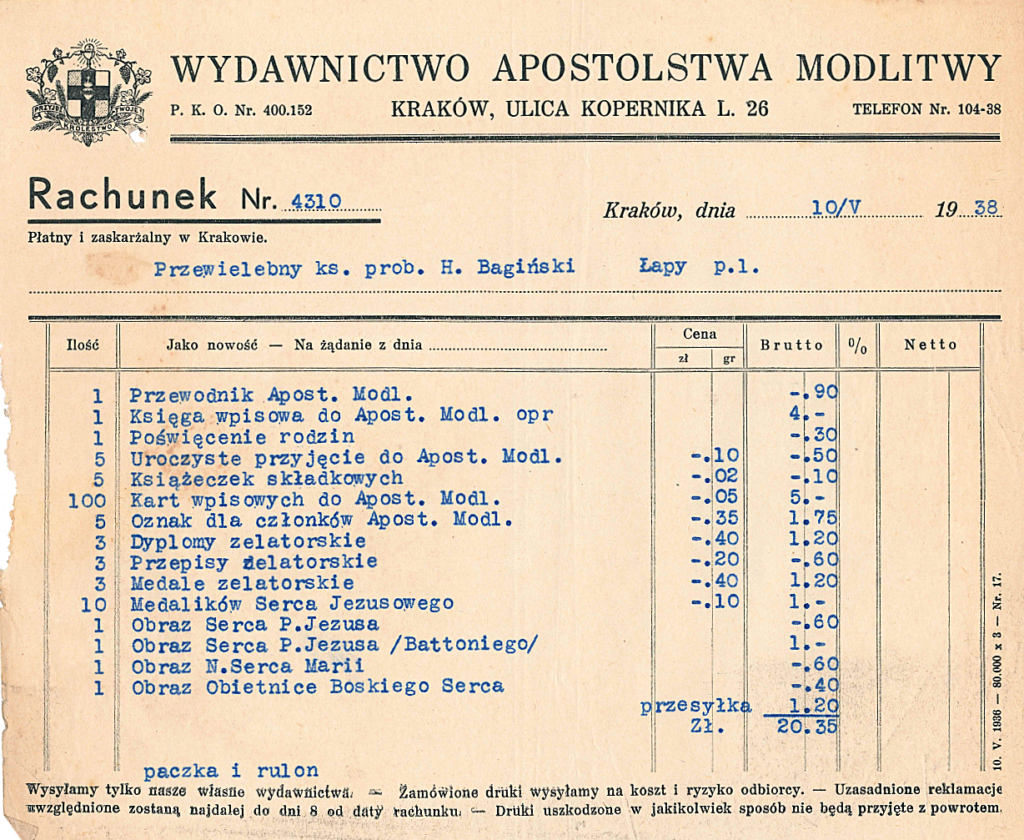 WYDAWNICTWO APOSTOLSTWA MODLITWY
P. K. O. Nr. 400.152 KRAKÓW, ULICA KOPERNIKA L. 26 TELEFON Nr. 104-38
PRZYJDŹ TWOJE
KRÓLESTWO
Rachunek Nr. 4310
Kraków, dnia 10/V 1938
Płatny i zaskarżalny w Krakowie.
Przewielebny ks. prob. H. Bagiński Łapy p.l.
Ilość Jako nowość — Na żądanie z dnia Cena Brutto % Netto
zł gr
1 Przewodnik Apost. Modl. -.90
1 Księga wpisowa do Apost. Modl. opr 4.-
1 Poświęcenie rodzin -.30
5 Uroczyste przyjęcie do Apost. Modl. -.10 -.50
5 Książeczek składkowych -.02 -.10
100 Kart wpisowych do Apost. Modl. -.05 5.-
5 Oznak dla członków Apost. Modl. -.35 1.75
3 Dyplomy zelatorskie -.40 1.20
3 Przepisy zelatorskie -.20 -.60
3 Medale zelatorskie -.40 1.20
10 Medalików Serca Jezusowego -.10 1.-
1 Obraz Serca P.Jezusa -.60
1 Obraz Serca P.Jezusa /Battoniego/ 1.-
1 Obraz N.Serca Marii -.60
1 Obraz Obietnice Boskiego Serca -.40
przesyłka 1.20
Zł. 20.35
paczka i rulon
Wysyłamy tylko nasze własne wydawnictwa. — Zamówione druki wysyłamy na koszt i ryzyko odbiorcy. — Uzasadnione reklamacje
uwzględnione zostaną najdalej do dni 8 od daty rachunku. — Druki uszkodzone w jakikolwiek sposób nie będą przyjęte z powrotem.
10. V. 1936 — 80.000 x 3 — Nr. 17.